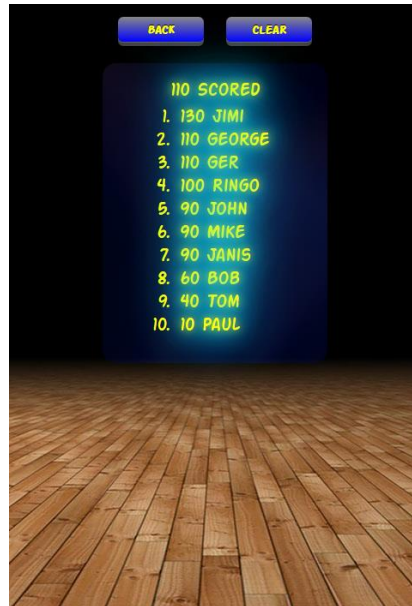 BACK CLEAR
110 SCORED
1. 130 JIMI
2. 110 GEORGE
3. 110 GER
4. 100 RINGO
5. 90 JOHN
6. 90 MIKE
7. 90 JANIS
8. 60 BOB
9. 40 TOM
10. 10 PAUL